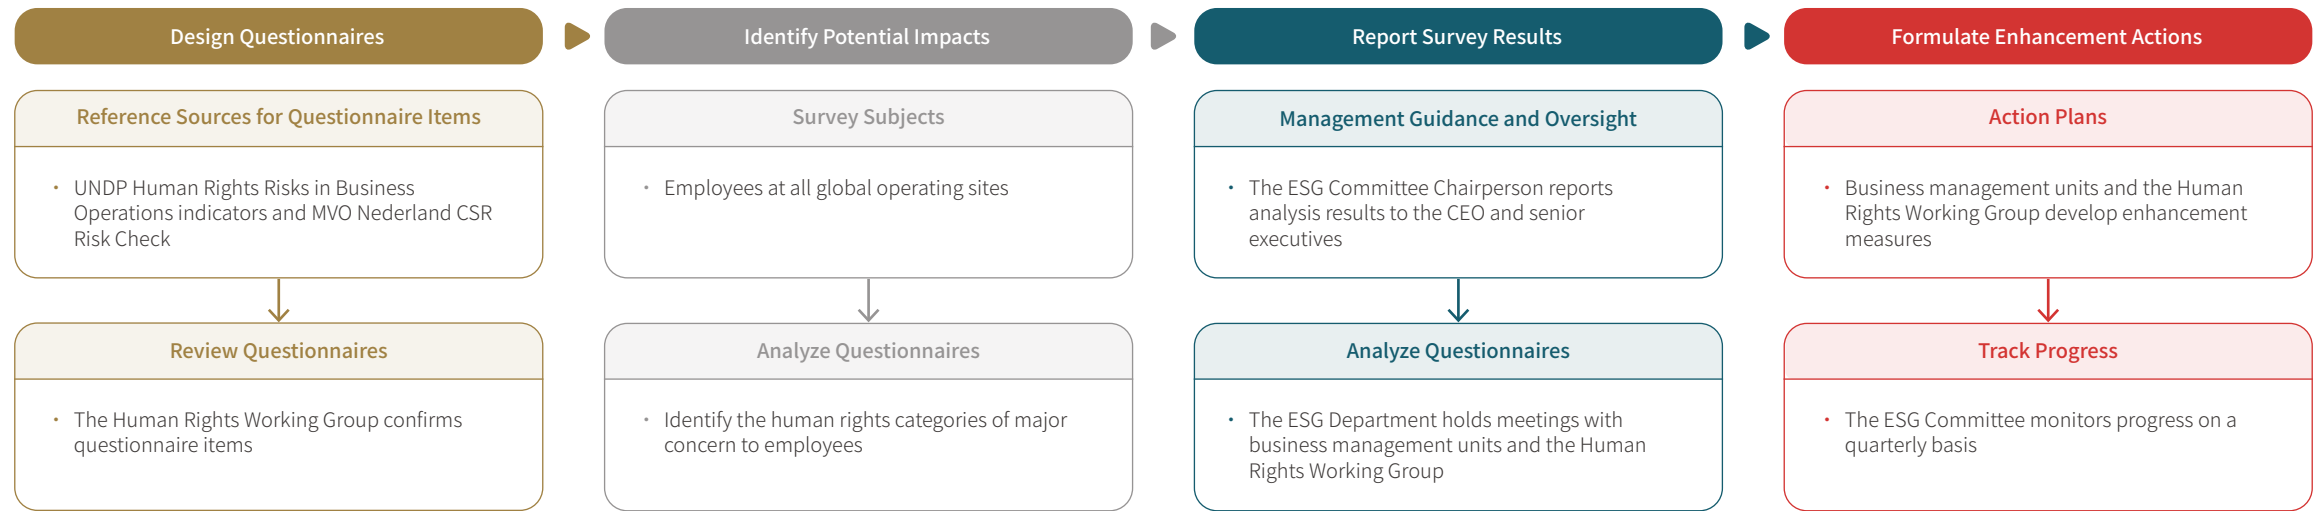 Design Questionnaires
Identify Potential Impacts
Report Survey Results
Formulate Enhancement Actions
Reference Sources for Questionnaire Items
• UNDP Human Rights Risks in Business
Operations indicators and MVO Nederland CSR
Risk Check
Review Questionnaires
• The Human Rights Working Group confirms
questionnaire items
Survey Subjects
• Employees at all global operating sites
Analyze Questionnaires
• Identify the human rights categories of major
concern to employees
Management Guidance and Oversight
• The ESG Committee Chairperson reports
analysis results to the CEO and senior
executives
Analyze Questionnaires
• The ESG Department holds meetings with
business management units and the Human
Rights Working Group
Action Plans
• Business management units and the Human
Rights Working Group develop enhancement
measures
Track Progress
• The ESG Committee monitors progress on a
quarterly basis